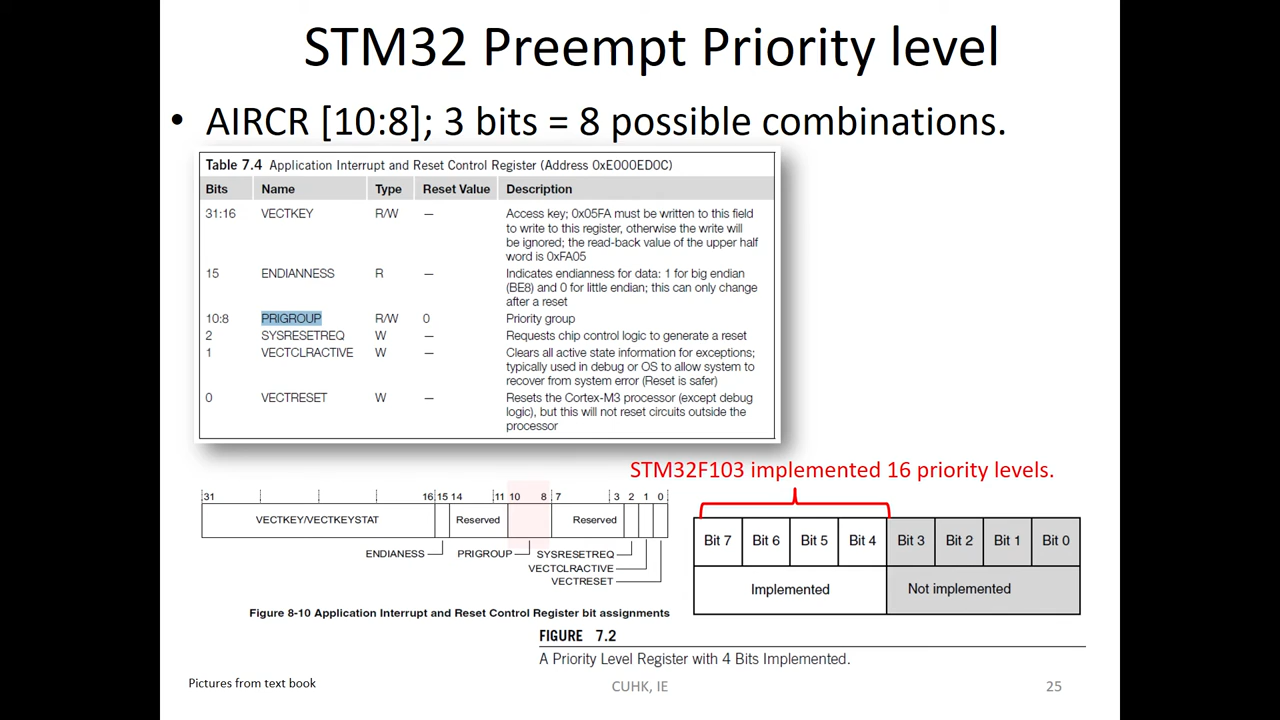 STM32 Preempt Priority level
• AIRCR [10:8]; 3 bits = 8 possible combinations.
Table 7.4 Application Interrupt and Reset Control Register (Address 0xE000ED0C)
Bits Name Type Reset Value Description
31:16 VECTKEY R/W — Access key; 0x05FA must be written to this field
to write to this register, otherwise the write will
be ignored; the read-back value of the upper half
word is 0xFA05
15 ENDIANNESS R — Indicates endianness for data: 1 for big endian
(BE8) and 0 for little endian; this can only change
after a reset
10:8 PRIGROUP R/W 0 Priority group
2 SYSRESETREQ W — Requests chip control logic to generate a reset
1 VECTCLRACTIVE W — Clears all active state information for exceptions;
typically used in debug or OS to allow system to
recover from system error (Reset is safer)
0 VECTRESET W — Resets the Cortex-M3 processor (except debug
logic), but this will not reset circuits outside the
processor
STM32F103 implemented 16 priority levels.
31 16 15 14 11 10 8 7 3 2 1 0
VECTKEY/VECTKEYSTAT Reserved Reserved
ENDIANESS PRIGROUP SYSRESETREQ
VECTCLRACTIVE
VECTRESET
Figure 8-10 Application Interrupt and Reset Control Register bit assignments
Bit 7 Bit 6 Bit 5 Bit 4 Bit 3 Bit 2 Bit 1 Bit 0
Implemented Not implemented
FIGURE 7.2
A Priority Level Register with 4 Bits Implemented.
Pictures from text book
CUHK, IE
25